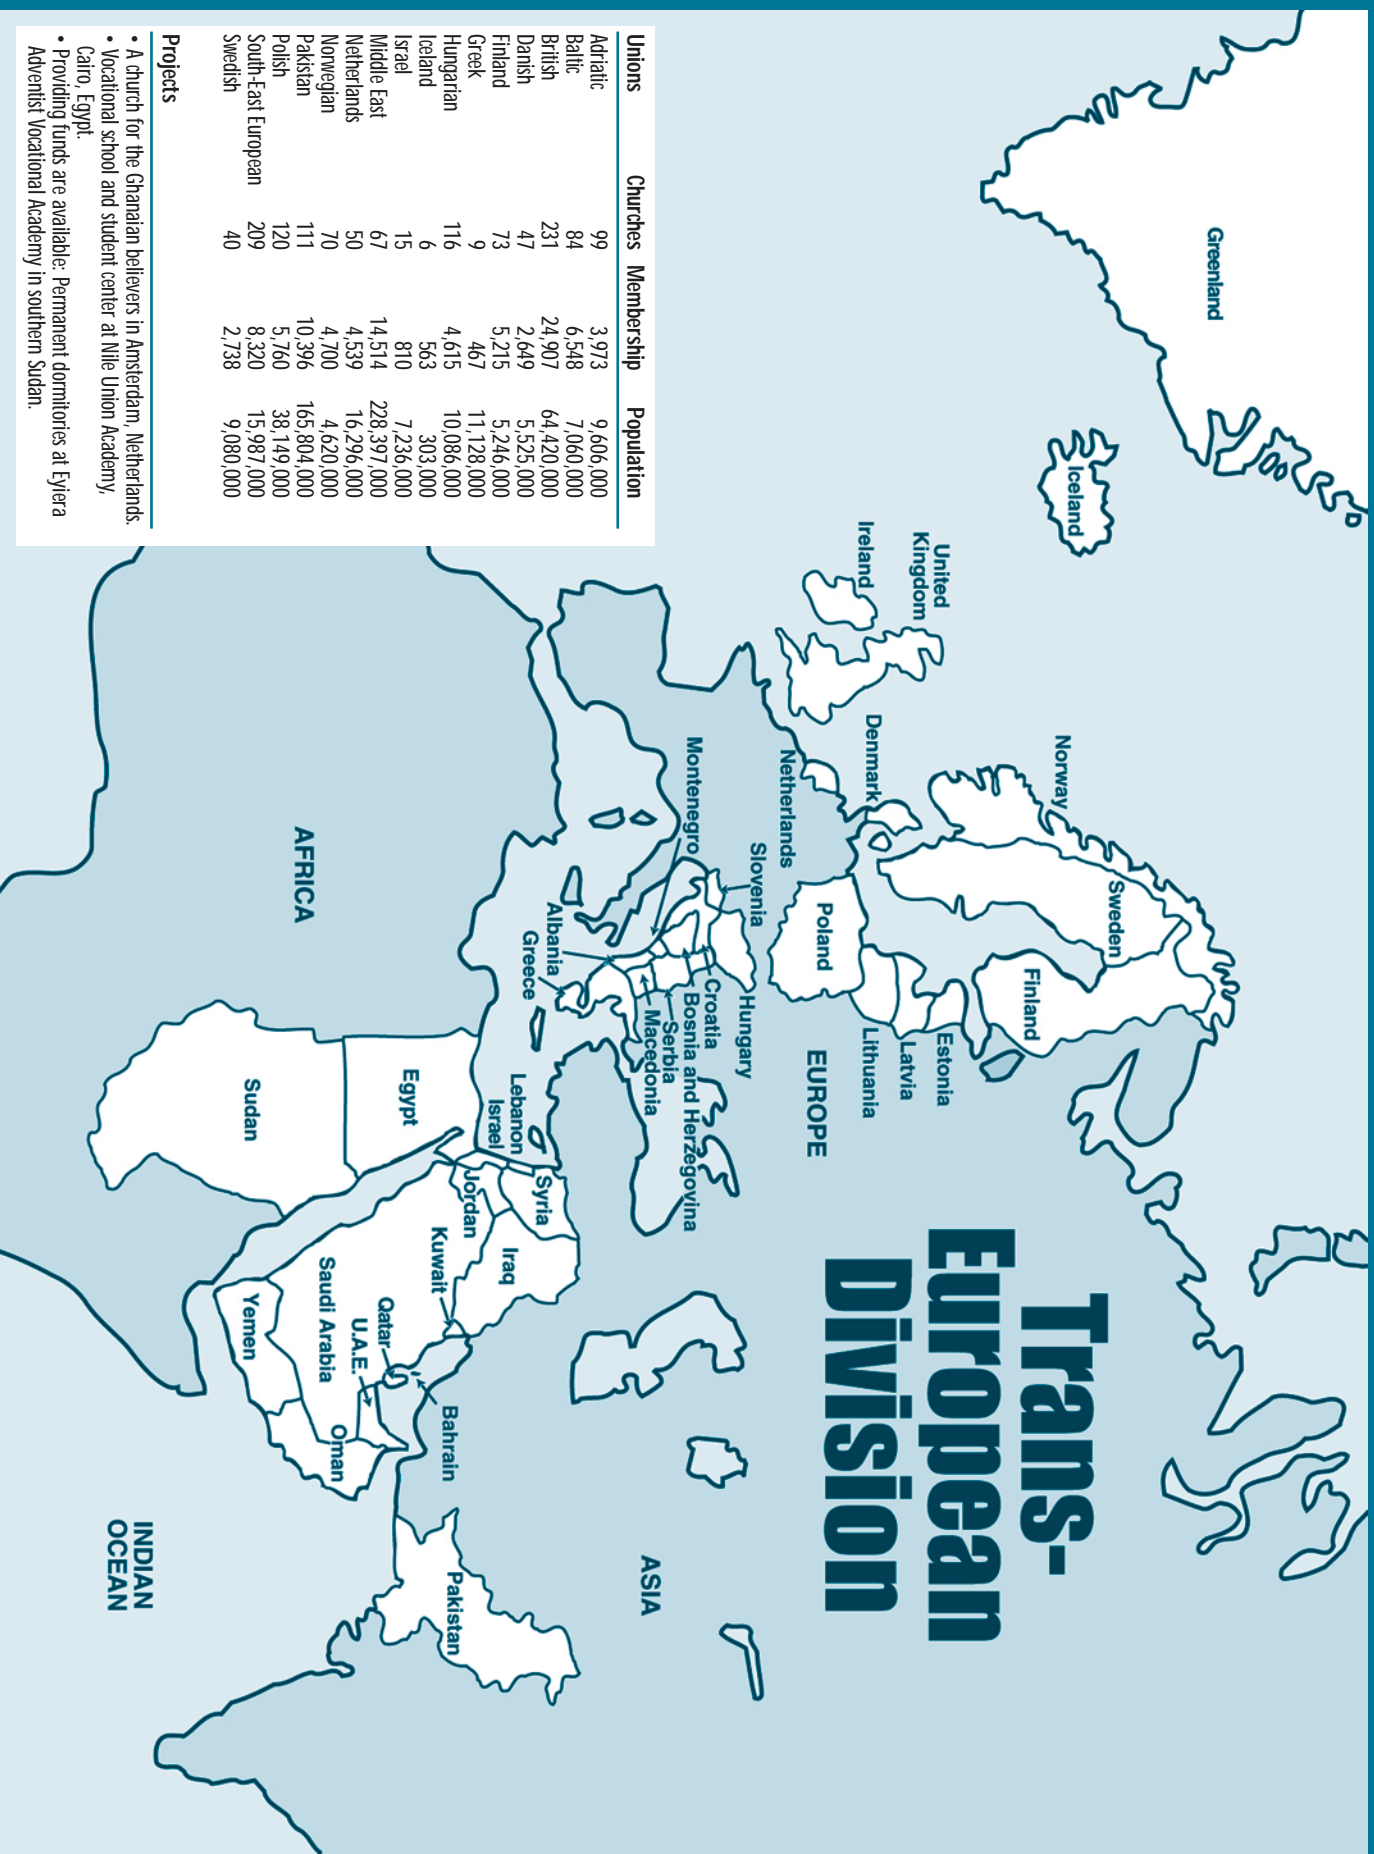 Trans-
European
Division
Greenland
Iceland
United
Kingdom
Ireland
Norway
Sweden
Finland
Denmark
Netherlands
Estonia
Latvia
Lithuania
Poland
EUROPE
Slovenia
Hungary
Montenegro
Croatia
Bosnia and Herzegovina
Serbia
Macedonia
Albania
Greece
Lebanon
Israel
Syria
Jordan
Iraq
Kuwait
Egypt
Sudan
AFRICA
Saudi Arabia
Qatar
U.A.E.
Bahrain
Yemen
Oman
Pakistan
ASIA
INDIAN
OCEAN
Unions Churches Membership Population
Adriatic 99 3,973 9,606,000
Baltic 84 6,548 7,060,000
British 231 24,907 64,420,000
Danish 47 2,649 5,525,000
Finland 73 5,215 5,246,000
Greek 9 467 11,128,000
Hungarian 116 4,615 10,086,000
Iceland 6 563 303,000
Israel 15 810 7,236,000
Middle East 67 14,514 228,397,000
Netherlands 50 4,539 16,296,000
Norwegian 70 4,700 4,620,000
Pakistan 111 10,396 165,804,000
Polish 120 5,760 38,149,000
South-East European 209 8,320 15,987,000
Swedish 40 2,738 9,080,000
Projects
• A church for the Ghanaian believers in Amsterdam, Netherlands.
• Vocational school and student center at Nile Union Academy,
Cairo, Egypt.
• Providing funds are available: Permanent dormitories at Eyiera
Adventist Vocational Academy in southern Sudan.